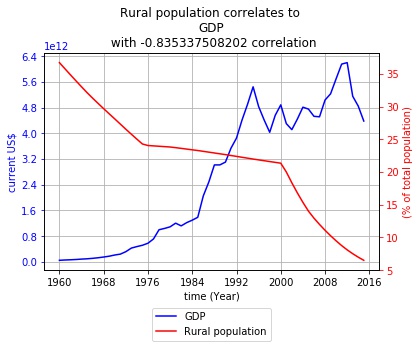 Rural population correlates to
GDP
with -0.835337508202 correlation
1e12
6.4
5.6
4.8
4.0
3.2
2.4
1.6
0.8
0.0
current US$
35
30
25
20
15
10
5
(% of total population)
1960 1968 1976 1984 1992 2000 2008 2016
time (Year)
GDP
Rural population